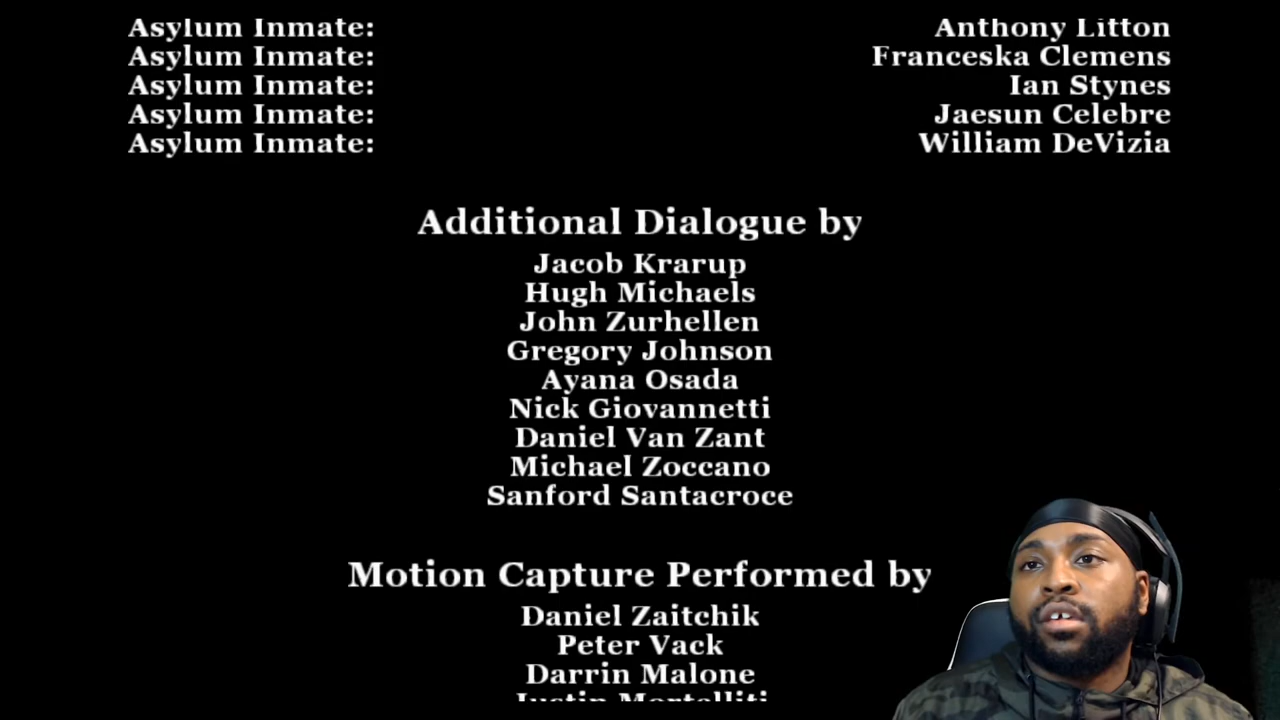 Asylum Inmate: Anthony Litton
Asylum Inmate: Franceska Clemens
Asylum Inmate: Ian Stynes
Asylum Inmate: Jaesun Celebre
Asylum Inmate: William DeVizia
Additional Dialogue by
Jacob Krarup
Hugh Michaels
John Zurhellen
Gregory Johnson
Ayana Osada
Nick Giovannetti
Daniel Van Zant
Michael Zoccano
Sanford Santacroce
Motion Capture Performed by
Daniel Zaitchik
Peter Vack
Darrin Malone
Justin Mortelliti